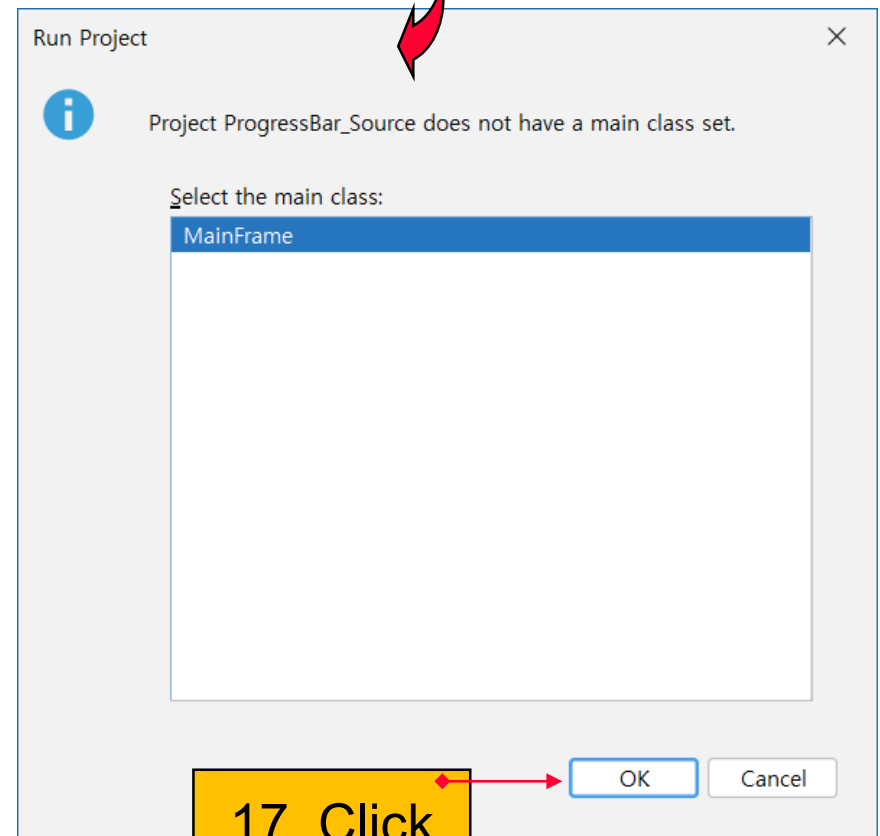 Run Project
Project ProgressBar_Source does not have a main class set.
Select the main class:
MainFrame
OK Cancel
17. Click